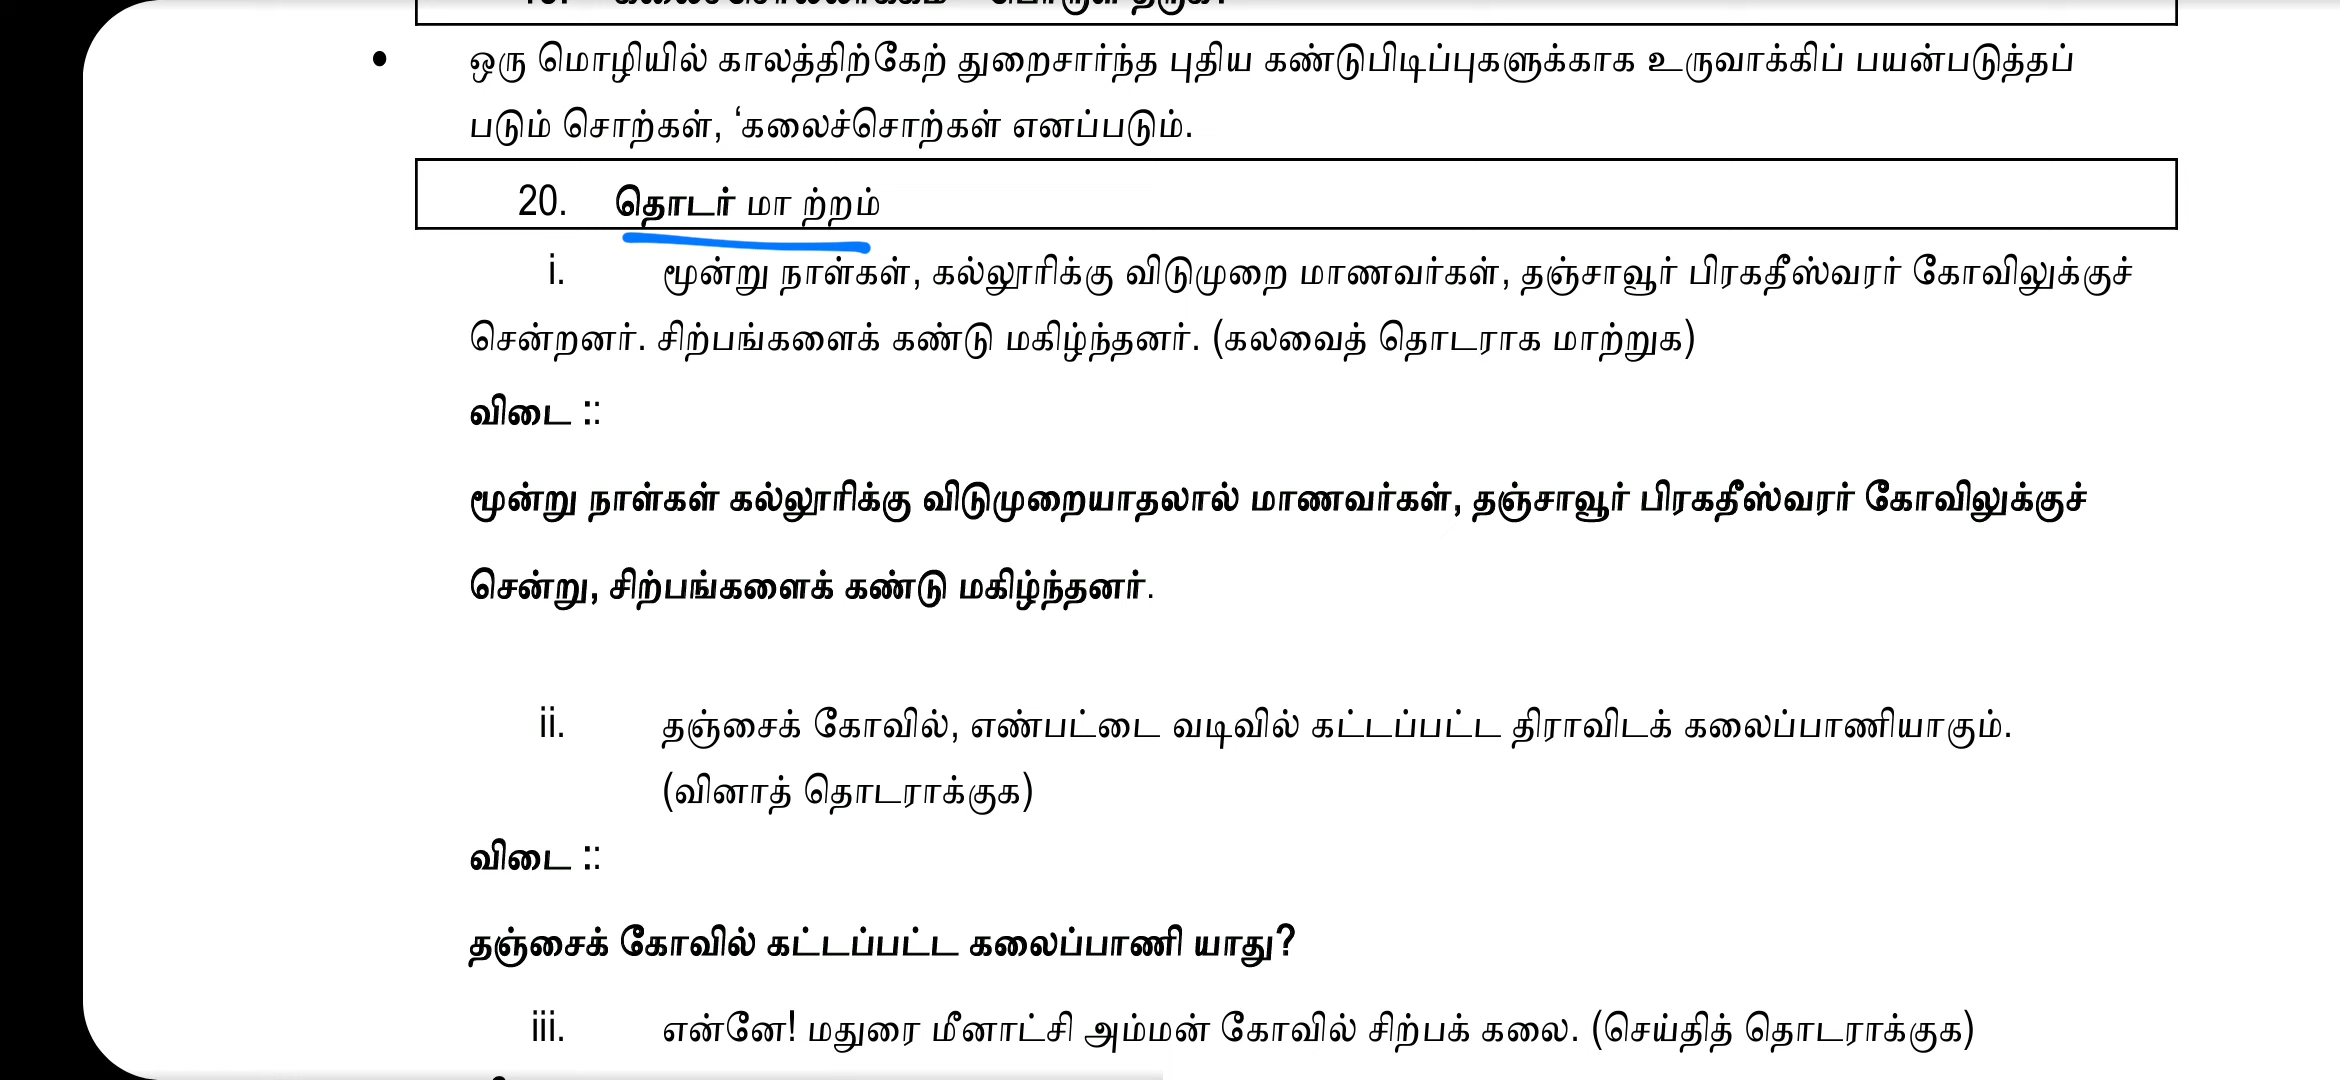 ஒரு மொழியில் காலத்திற்கேற் துறைசார்ந்த புதிய கண்டுபிடிப்புகளுக்காக உருவாக்கிப் பயன்படுத்தப்
படும் சொற்கள், ‘கலைச்சொற்கள் எனப்படும்.
20. தொடர் மா ற்றம்
i. மூன்று நாள்கள், கல்லூரிக்கு விடுமுறை மாணவர்கள், தஞ்சாவூர் பிரகதீஸ்வரர் கோவிலுக்குச்
சென்றனர். சிற்பங்களைக் கண்டு மகிழ்ந்தனர். (கலவைத் தொடராக மாற்றுக)
விடை ::
மூன்று நாள்கள் கல்லூரிக்கு விடுமுறையாதலால் மாணவர்கள், தஞ்சாவூர் பிரகதீஸ்வரர் கோவிலுக்குச்
சென்று, சிற்பங்களைக் கண்டு மகிழ்ந்தனர்.
ii. தஞ்சைக் கோவில், எண்பட்டை வடிவில் கட்டப்பட்ட திராவிடக் கலைப்பாணியாகும்.
(வினாத் தொடராக்குக)
விடை ::
தஞ்சைக் கோவில் கட்டப்பட்ட கலைப்பாணி யாது?
iii. என்னே! மதுரை மீனாட்சி அம்மன் கோவில் சிற்பக் கலை. (செய்தித் தொடராக்குக)